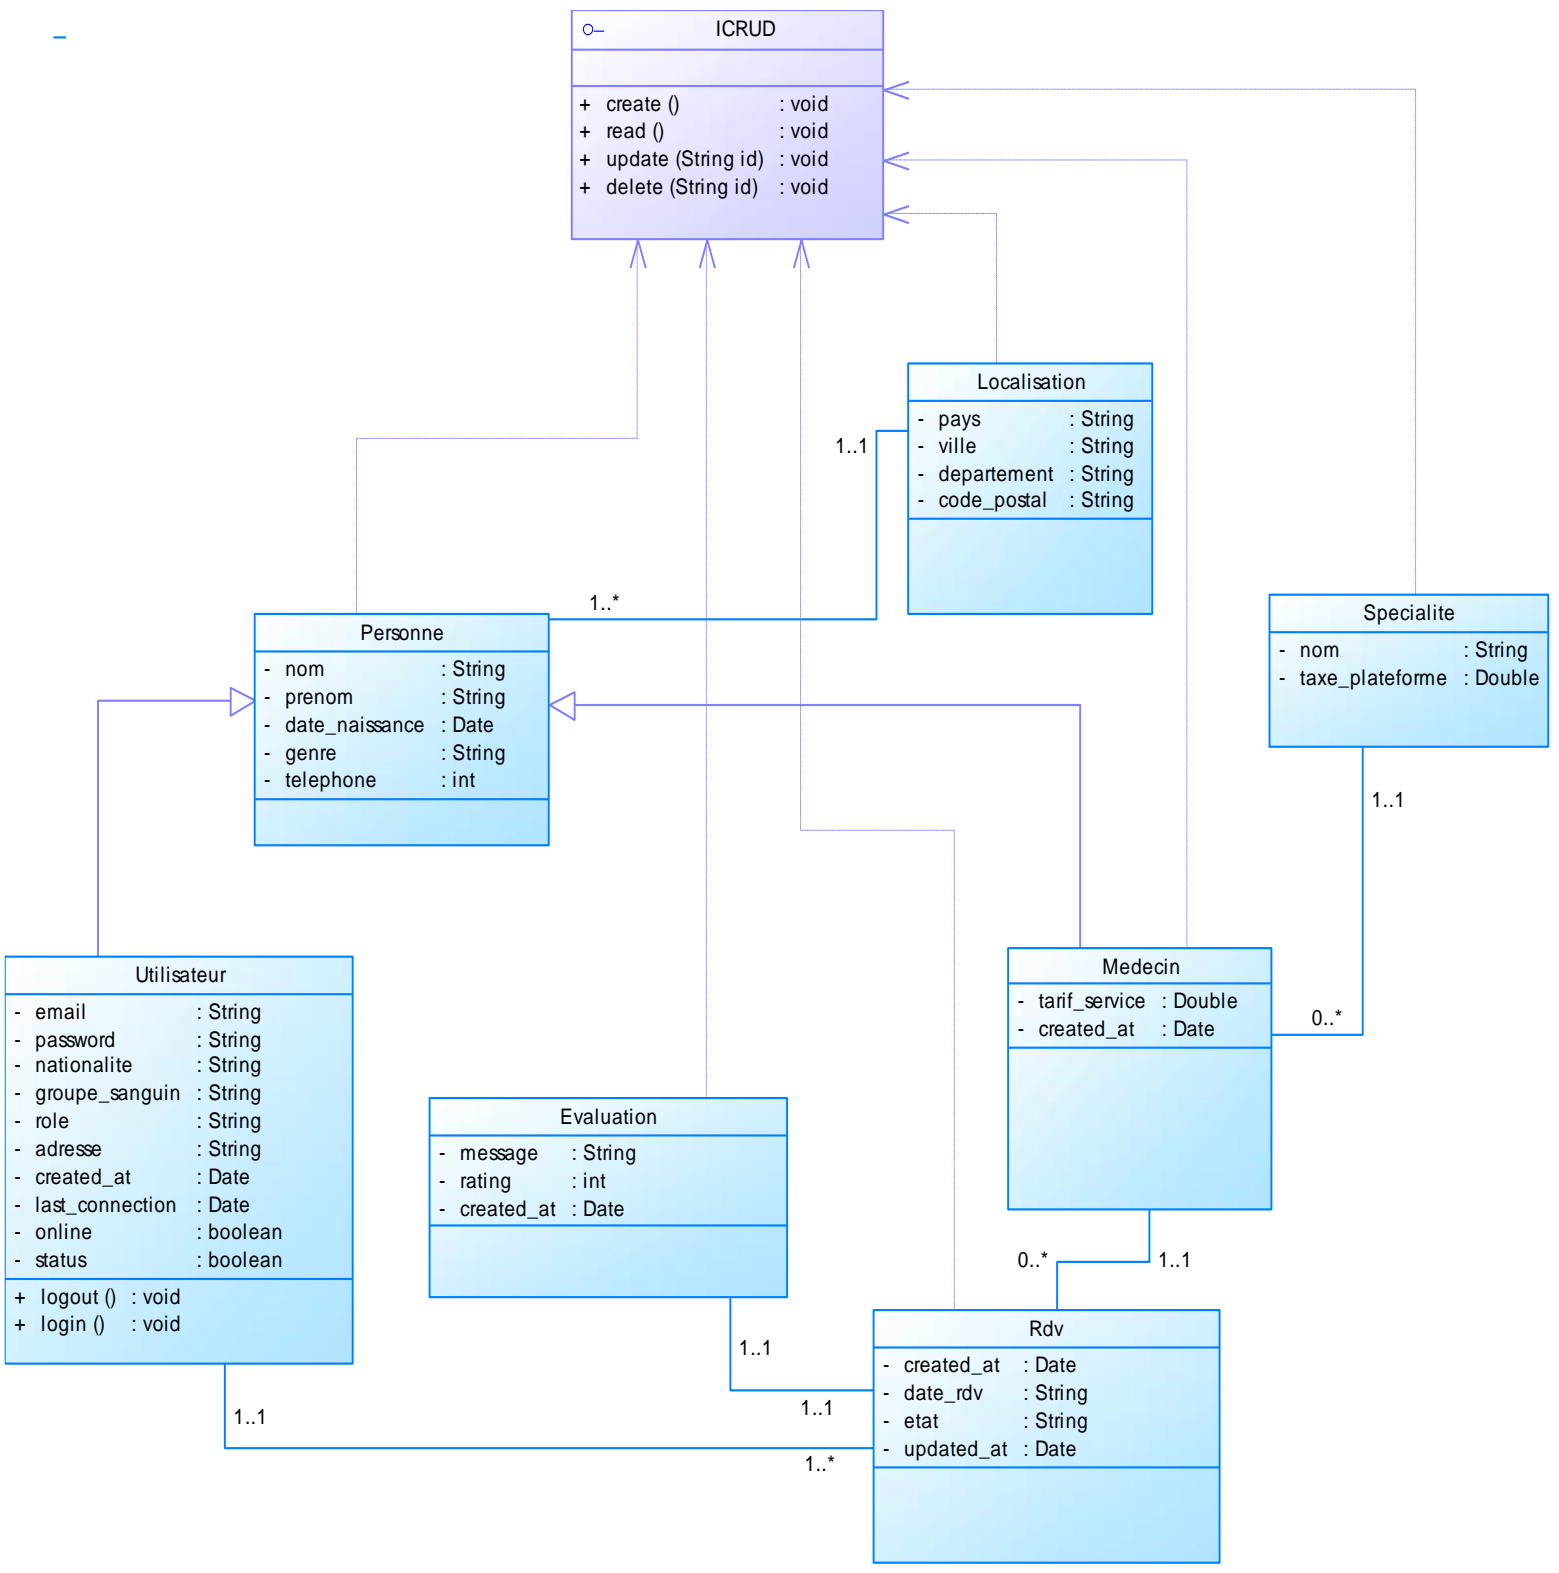 ICRUD
+ create () : void
+ read () : void
+ update (String id) : void
+ delete (String id) : void
Localisation
- pays : String
- ville : String
- departement : String
- code_postal : String
1..1
1..*
Personne
- nom : String
- prenom : String
- date_naissance : Date
- genre : String
- telephone : int
Specialite
- nom : String
- taxe_plateforme : Double
1..1
0..*
Medecin
- tarif_service : Double
- created_at : Date
Utilisateur
- email : String
- password : String
- nationalite : String
- groupe_sanguin : String
- role : String
- adresse : String
- created_at : Date
- last_connection : Date
- online : boolean
- status : boolean
+ logout () : void
+ login () : void
Evaluation
- message : String
- rating : int
- created_at : Date
0..*
1..1
1..1
1..1
1..1
1..*
Rdv
- created_at : Date
- date_rdv : String
- etat : String
- updated_at : Date